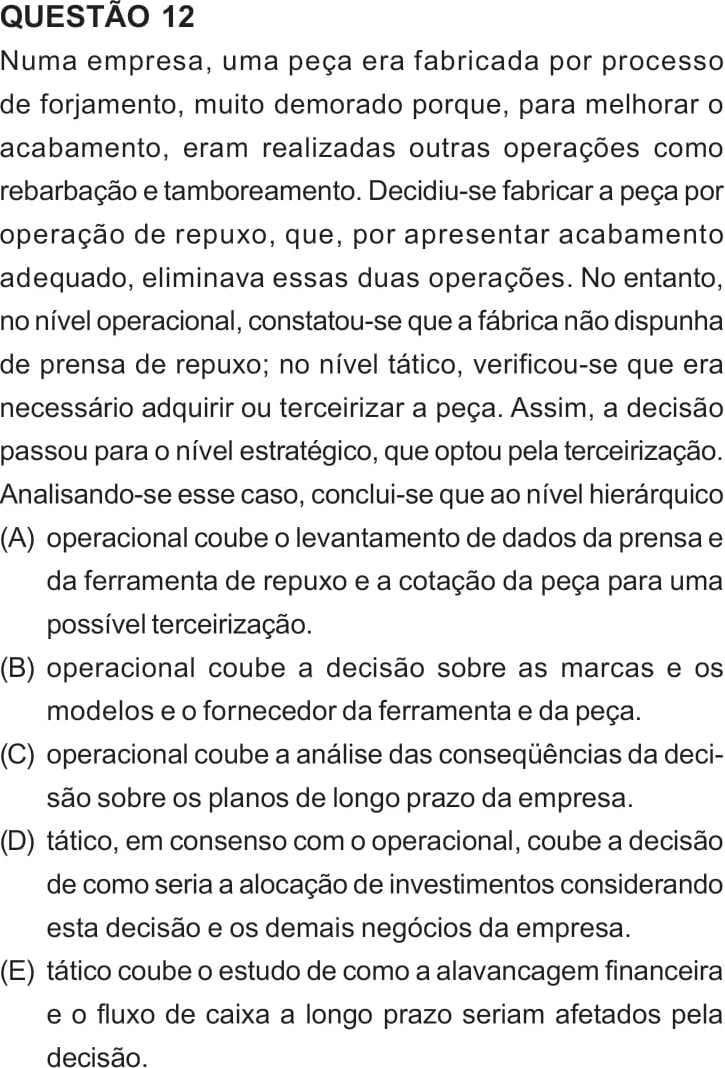 QUESTÃO 12
Numa empresa, uma peça era fabricada por processo
de forjamento, muito demorado porque, para melhorar o
acabamento, eram realizadas outras operações como
rebarbação e tamboreamento. Decidiu-se fabricar a peça por
operação de repuxo, que, por apresentar acabamento
adequado, eliminava essas duas operações. No entanto,
no nível operacional, constatou-se que a fábrica não dispunha
de prensa de repuxo; no nível tático, verificou-se que era
necessário adquirir ou terceirizar a peça. Assim, a decisão
passou para o nível estratégico, que optou pela terceirização.
Analisando-se esse caso, conclui-se que ao nível hierárquico
(A) operacional coube o levantamento de dados da prensa e
da ferramenta de repuxo e a cotação da peça para uma
possível terceirização.
(B) operacional coube a decisão sobre as marcas e os
modelos e o fornecedor da ferramenta e da peça.
(C) operacional coube a análise das conseqüências da deci-
são sobre os planos de longo prazo da empresa.
(D) tático, em consenso com o operacional, coube a decisão
de como seria a alocação de investimentos considerando
esta decisão e os demais negócios da empresa.
(E) tático coube o estudo de como a alavancagem financeira
e o fluxo de caixa a longo prazo seriam afetados pela
decisão.